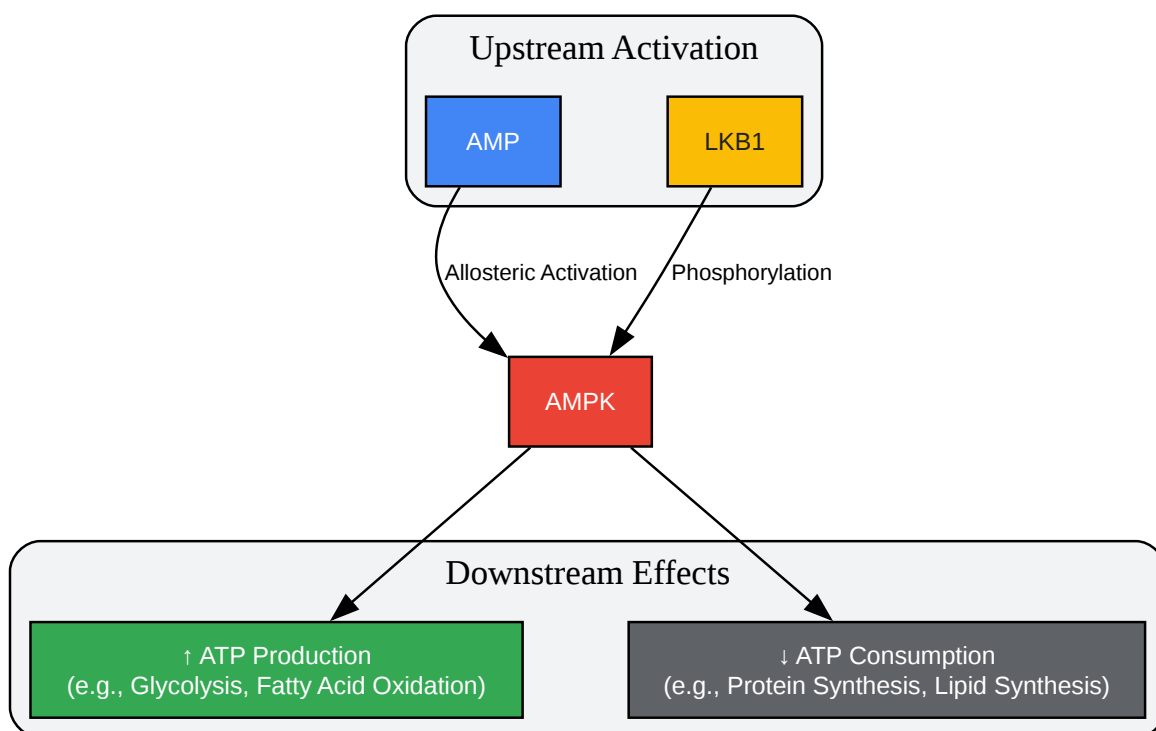 Upstream Activation
AMP
LKB1
Allosteric Activation
Phosphorylation
AMPK
Downstream Effects
↑ ATP Production
(e.g., Glycolysis, Fatty Acid Oxidation)
↓ ATP Consumption
(e.g., Protein Synthesis, Lipid Synthesis)